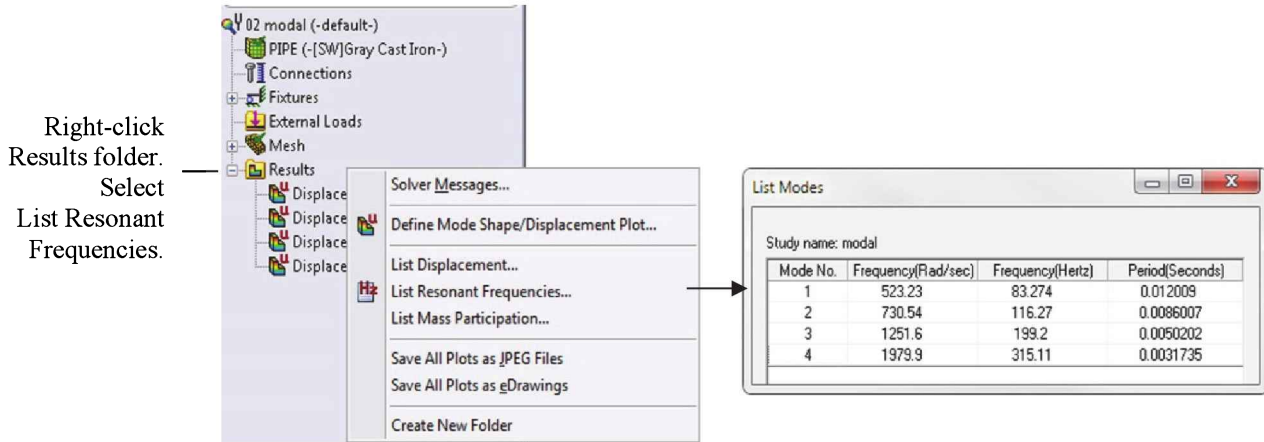 Right-click
Results folder.
Select
List Resonant
Frequencies.
02 modal (-default-)
PIPE (-[SW]Gray Cast Iron-)
Connections
Fixtures
External Loads
Mesh
Results
Displace
Displace
Displace
Displace
Solver Messages...
Define Mode Shape/Displacement Plot...
List Displacement...
List Resonant Frequencies...
List Mass Participation...
Save All Plots as JPEG Files
Save All Plots as eDrawings
Create New Folder
List Modes
Study name: modal
Mode No. Frequency(Rad/sec) Frequency(Hertz) Period(Seconds)
1 523.23 83.274 0.012009
2 730.54 116.27 0.0086007
3 1251.6 199.2 0.0050202
4 1979.9 315.11 0.0031735